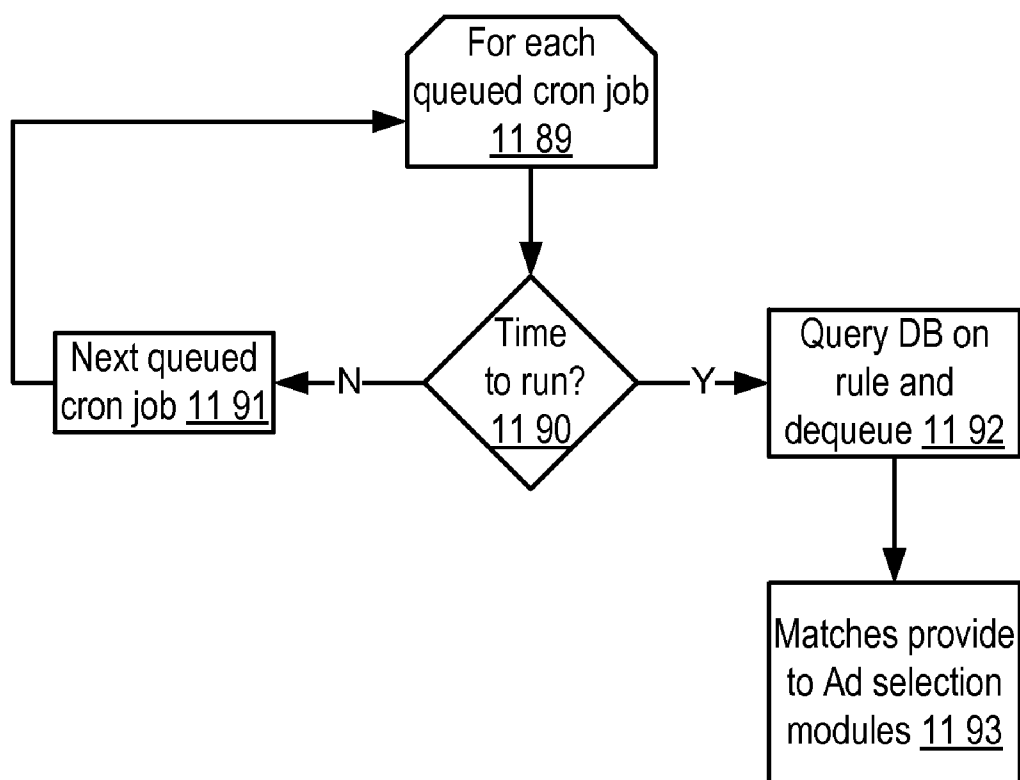 For each
queued cron job
11 89
Time
to run?
11 90
N
Y
Next queued
cron job 11 91
Query DB on
rule and
dequeue 11 92
Matches provide
to Ad selection
modules 11 93